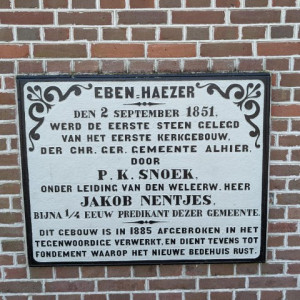 EBEN-HAEZER
DEN 2 SEPTEMBER 1851,
WERD DE EERSTE STEEN GELEGD
VAN HET EERSTE KERKGEBOUW,
DER CHR. GER. GEMEENTE ALHIER.
DOOR
P. K. SNOEK,
ONDER LEIDING VAN DEN WELEERW. HEER
JAKOB NENTJES.
BIJNA 1/4 EEUW PREDIKANT DEZER GEMEENTE.
DIT GEBOUW IS IN 1885 AFGEBROKEN IN HET
TEGENWOORDIGE VERWERKT, EN DIENT TEVENS TOT
FONDEMENT WAAROP HET NIEUWE BEDEHUIS RUST.